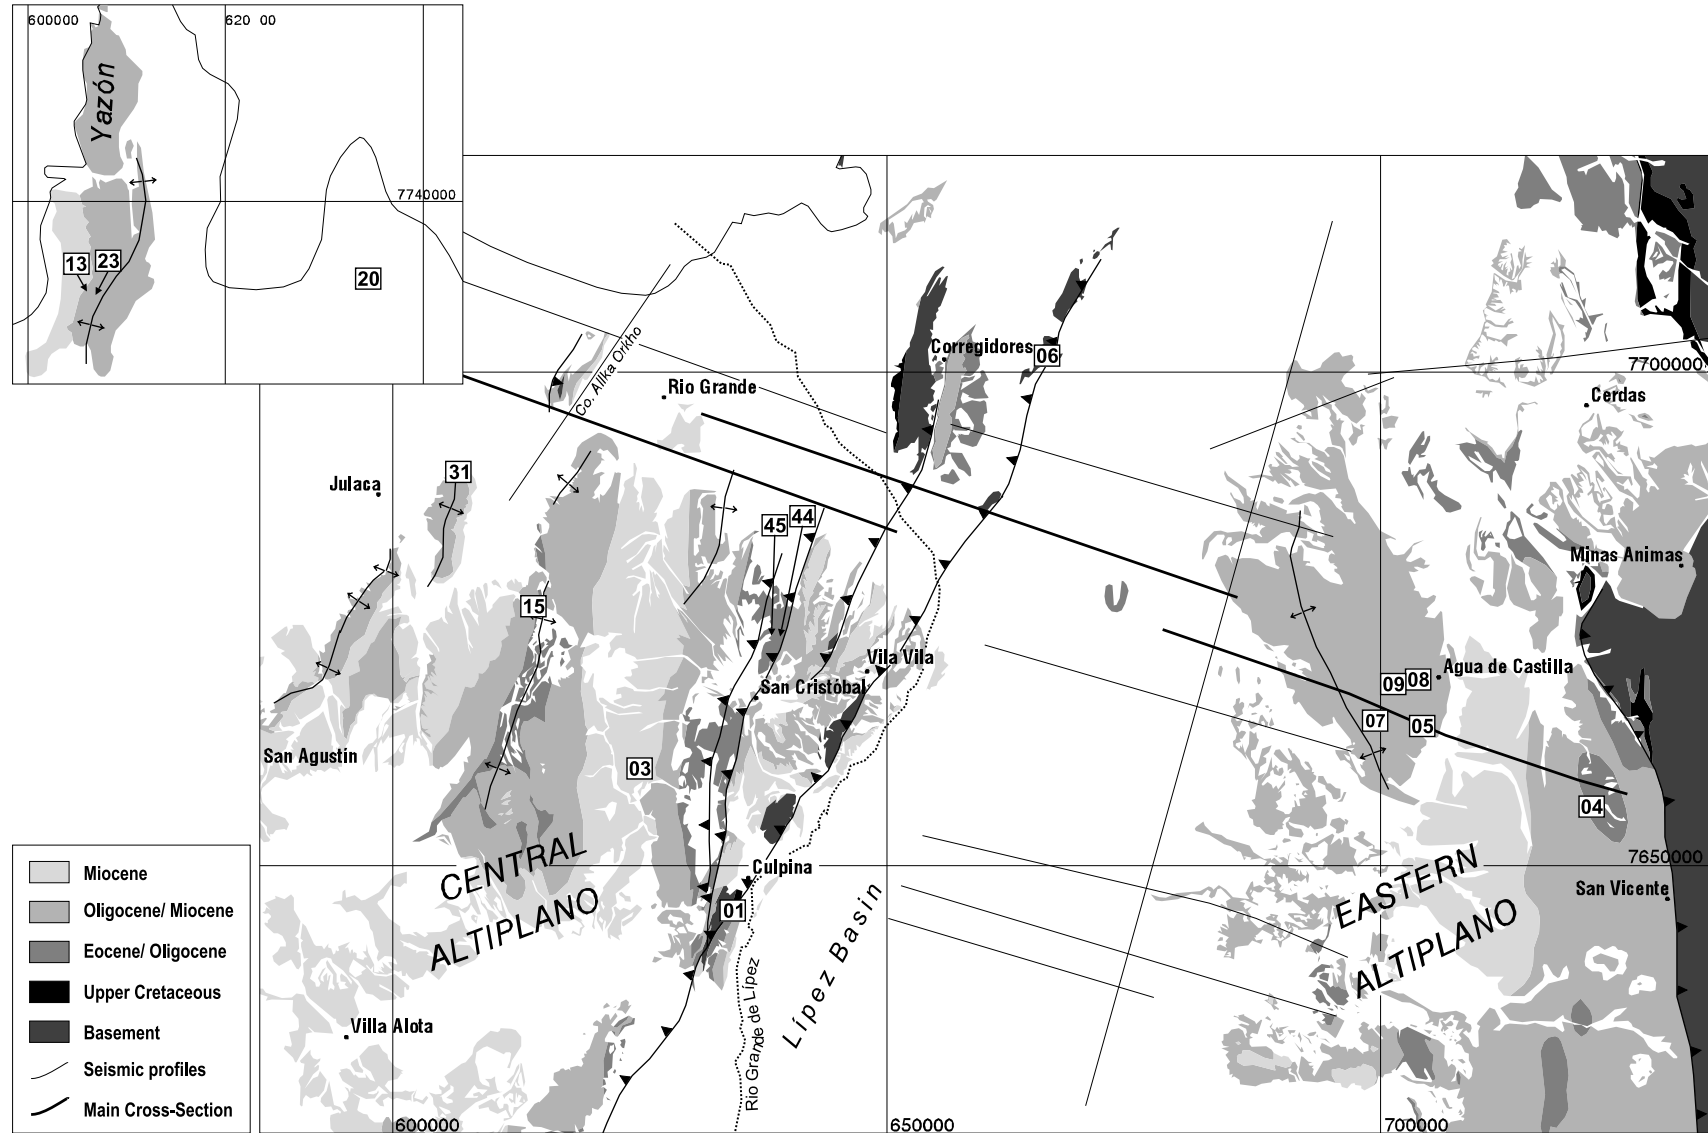 600000
620 00
Yazón
7740000
13
23
20
Co. Allka Orkho
Rio Grande
Corregidores
06
7700000
Cerdas
Julaca
31
45
44
Minas Animas
15
Vila Vila
San Cristóbal
Agua de Castilla
09
08
07
05
San Agustín
03
04
CENTRAL
ALTIPLANO
Culpina
01
7650000
San Vicente
EASTERN
ALTIPLANO
Lípez Basin
Rio Grande de Lípez
Villa Alota
600000
650000
700000
Miocene
Oligocene/ Miocene
Eocene/ Oligocene
Upper Cretaceous
Basement
Seismic profiles
Main Cross-Section